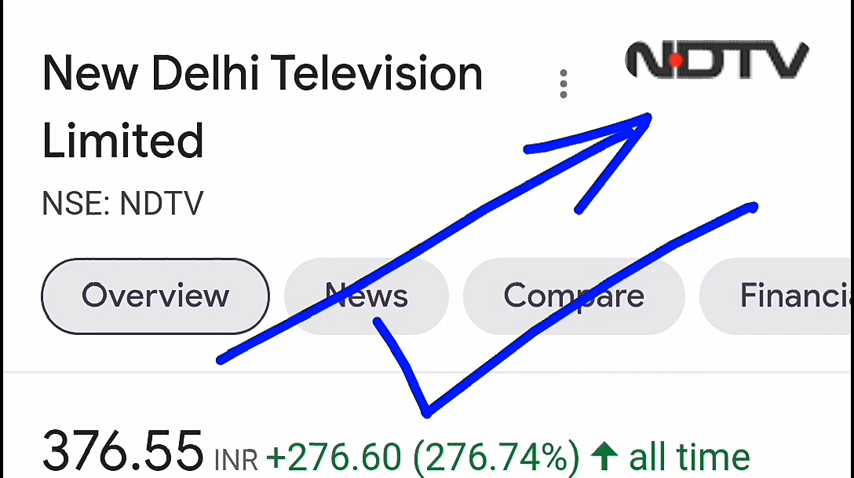 New Delhi Television
Limited
NDTV
NSE: NDTV
Overview News Compare
376.55 INR +276.60 (276.74%) ↑ all time